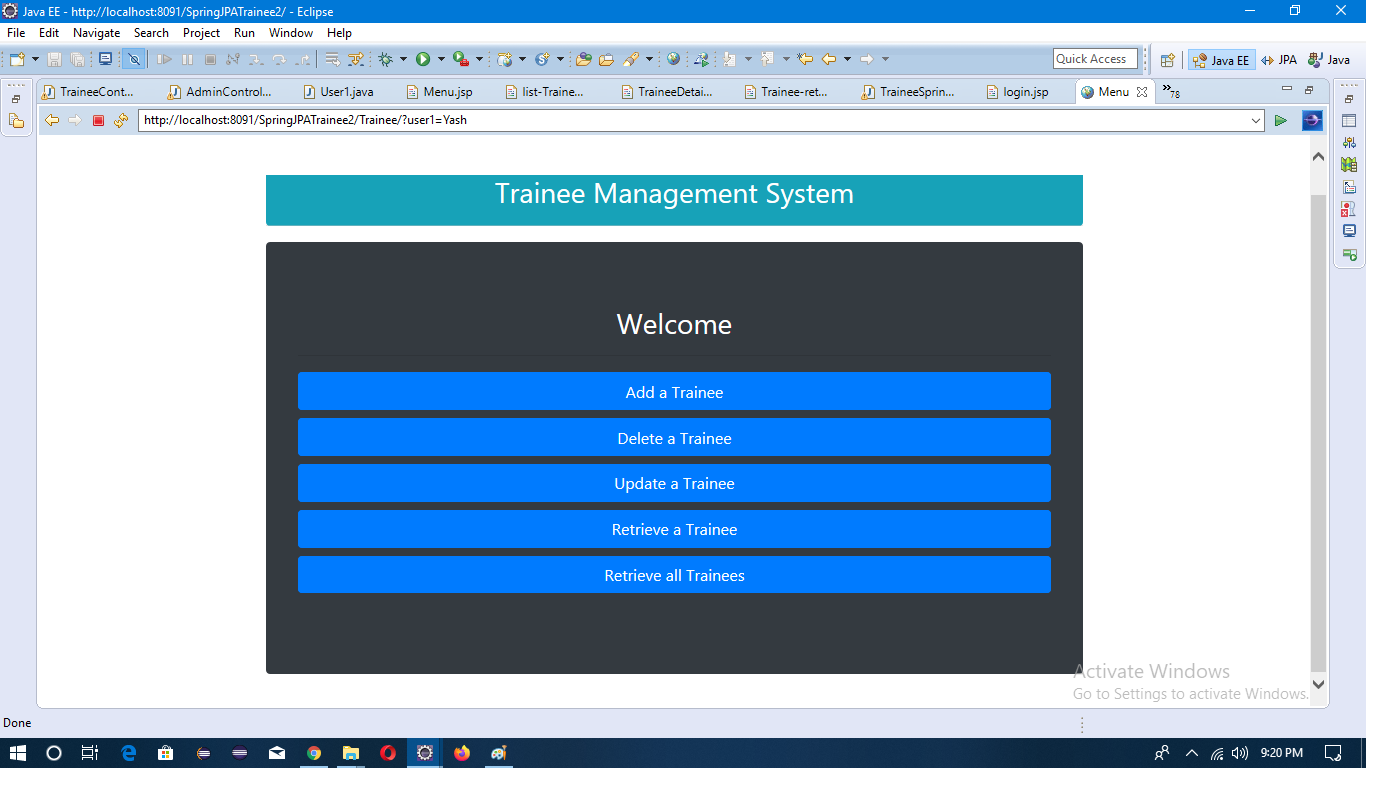 Java EE - http://localhost:8091/SpringJPATrainee2/ - Eclipse
File Edit Navigate Search Project Run Window Help
Quick Access Java EE JPA Java
TraineeCont... AdminControl... User1.java Menu.jsp list-Traine... TraineeDetai... Trainee-ret... TraineeSprin... login.jsp Menu »78
http://localhost:8091/SpringJPATrainee2/Trainee/?user1=Yash
Trainee Management System
Welcome
Add a Trainee
Delete a Trainee
Update a Trainee
Retrieve a Trainee
Retrieve all Trainees
Activate Windows
Go to Settings to activate Windows.
Done
9:20 PM